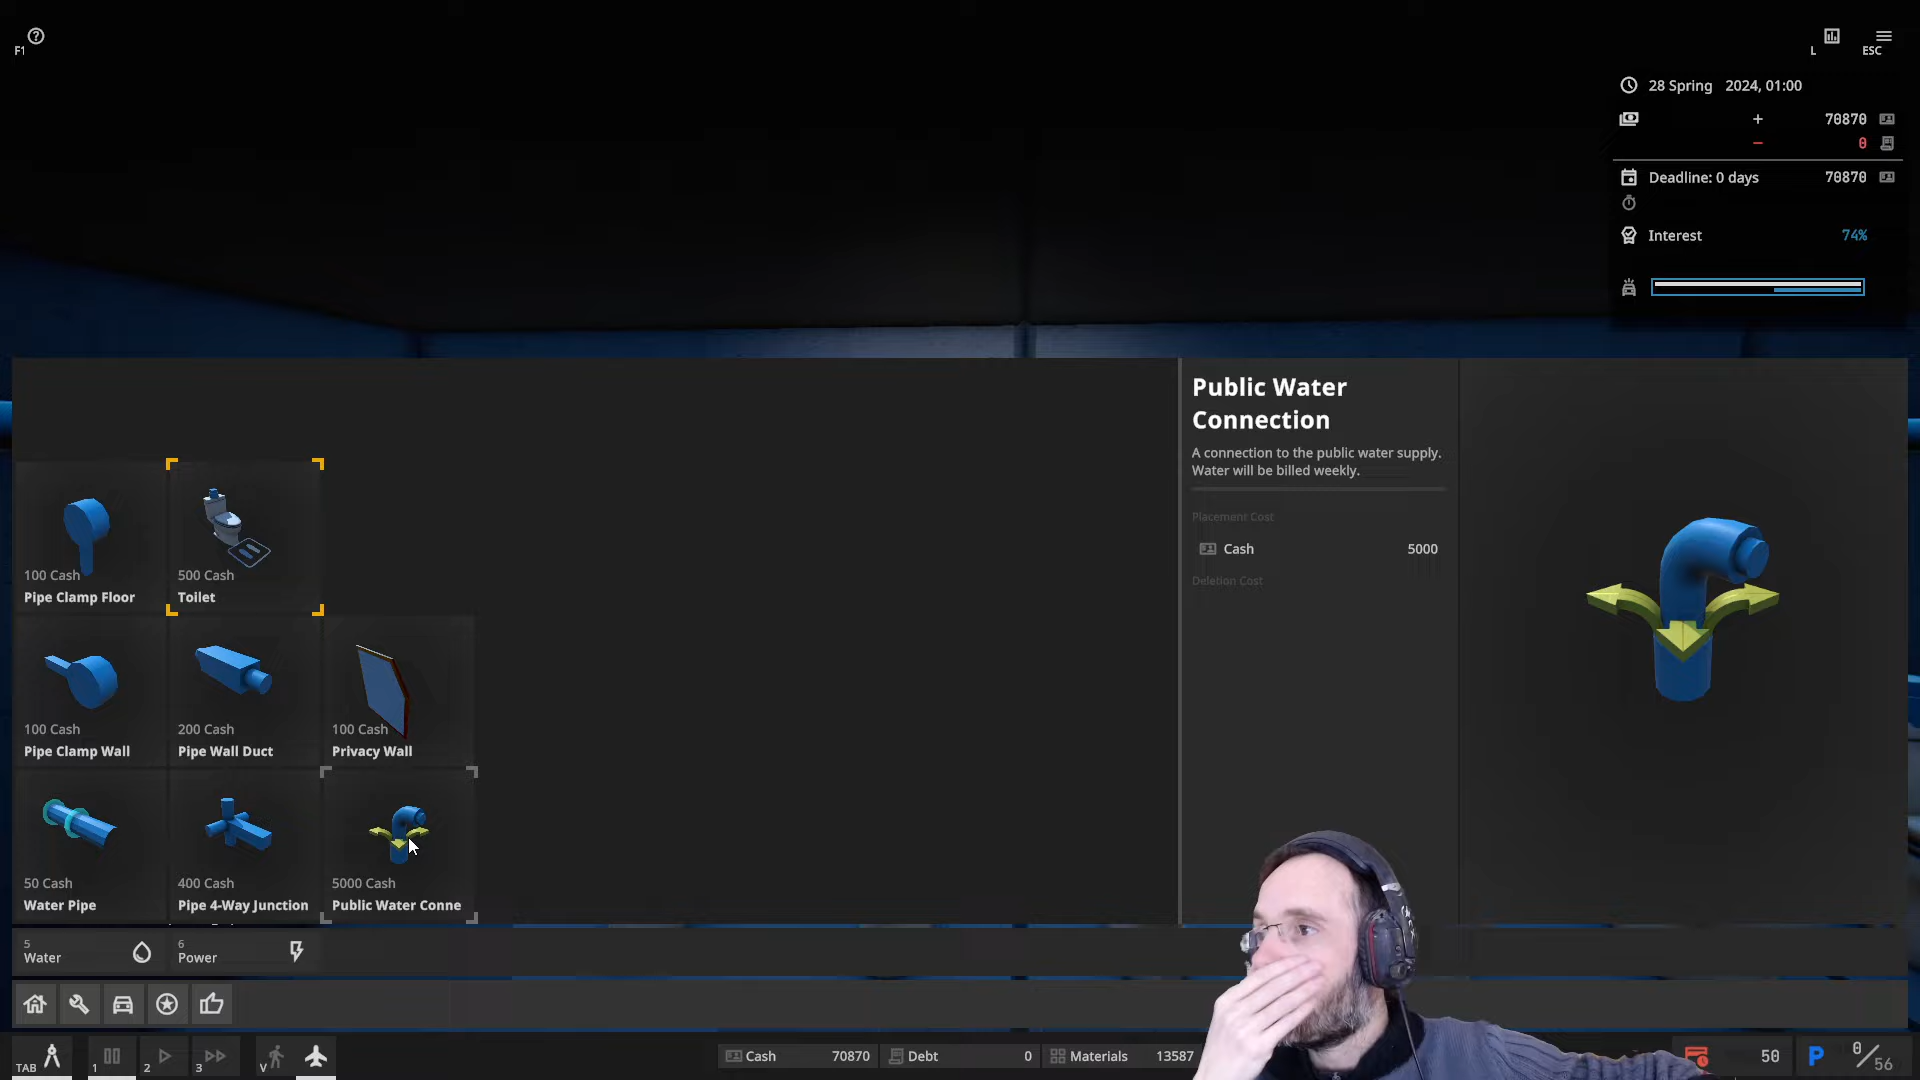 F1
L
ESC
28 Spring 2024, 01:00
+ 70870
− 0
Deadline: 0 days 70870
Interest 74%
Public Water
Connection
A connection to the public water supply.
Water will be billed weekly.
Placement Cost
Cash 5000
Deletion Cost
100 Cash
Pipe Clamp Floor
500 Cash
Toilet
100 Cash
Pipe Clamp Wall
200 Cash
Pipe Wall Duct
100 Cash
Privacy Wall
50 Cash
Water Pipe
400 Cash
Pipe 4-Way Junction
5000 Cash
Public Water Conne
5
Water
6
Power
TAB
1
2
3
V
Cash 70870
Debt 0
Materials 13587
50
P 0/56